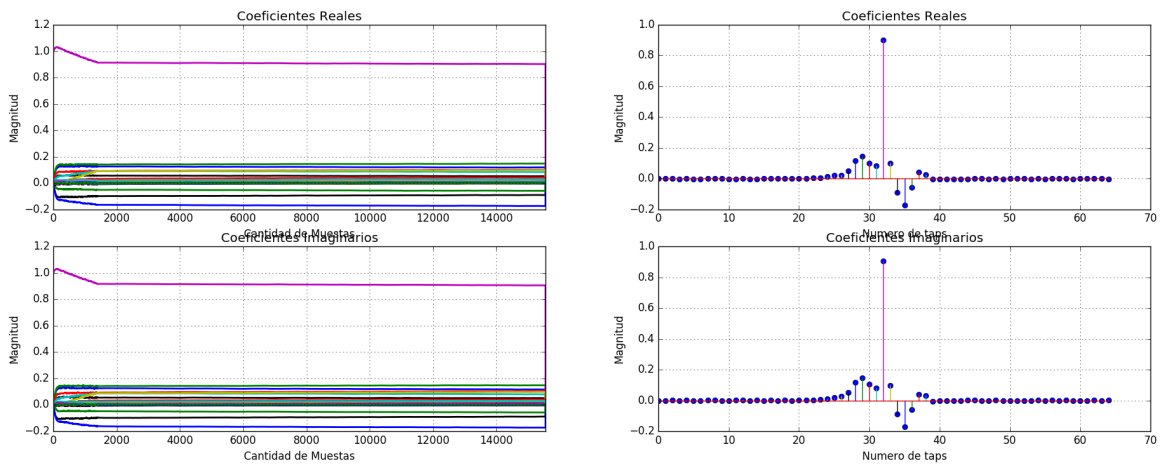 Coeficientes Reales
1.2
1.0
0.8
0.6
0.4
0.2
0.0
−0.2
Magnitud
0 2000 4000 6000 8000 10000 12000 14000
Cantidad de Muestas
Coeficientes Reales
1.0
0.8
0.6
0.4
0.2
0.0
−0.2
Magnitud
0 10 20 30 40 50 60 70
Numero de taps
Coeficientes Imaginarios
1.2
1.0
0.8
0.6
0.4
0.2
0.0
−0.2
Magnitud
0 2000 4000 6000 8000 10000 12000 14000
Cantidad de Muestas
Coeficientes Imaginarios
1.0
0.8
0.6
0.4
0.2
0.0
−0.2
Magnitud
0 10 20 30 40 50 60 70
Numero de taps